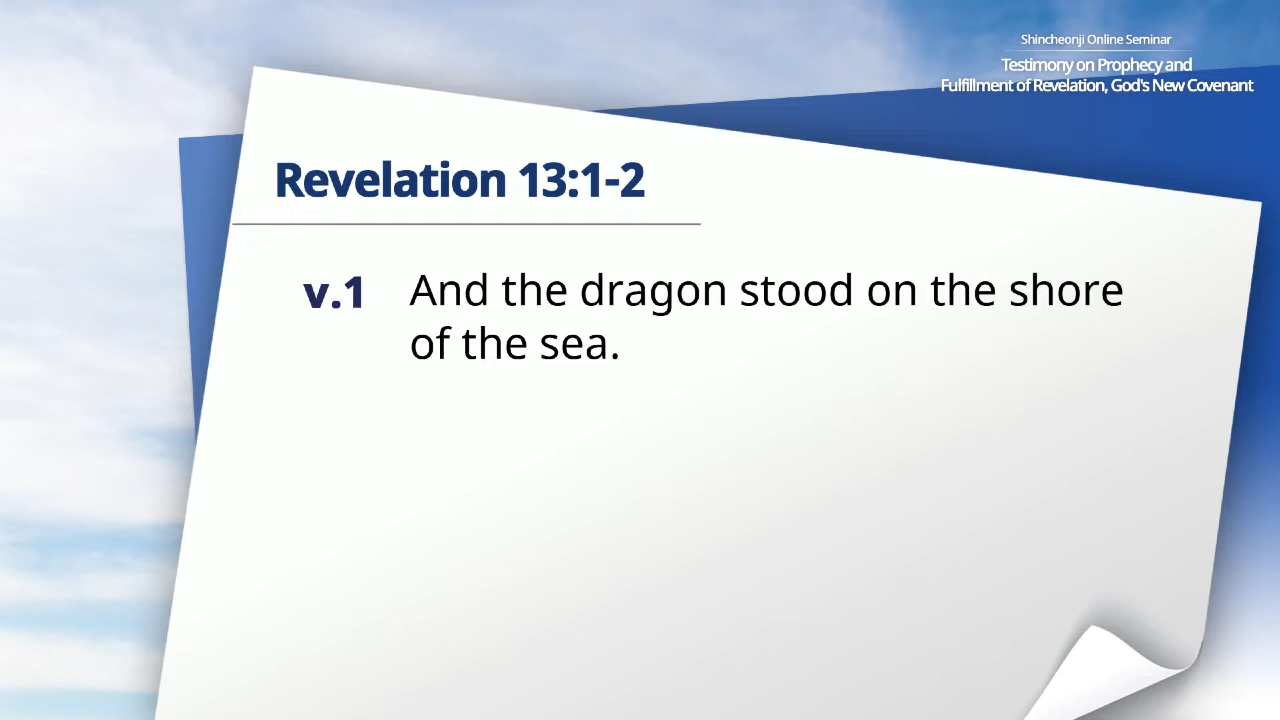 Shincheonji Online Seminar
Testimony on Prophecy and
Fulfillment of Revelation, God's New Covenant
Revelation 13:1-2
v.1 And the dragon stood on the shore
of the sea.